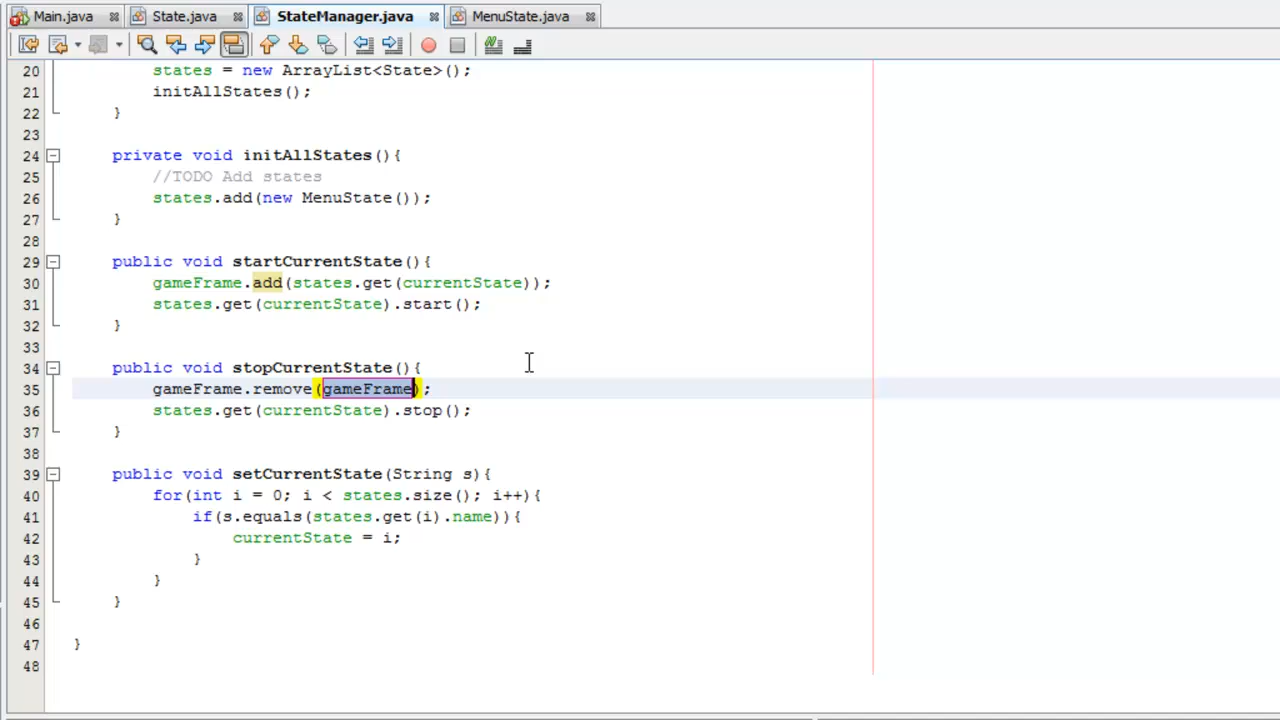 Main.java State.java StateManager.java MenuState.java
20 states = new ArrayList<State>();
21 initAllStates();
22 }
23
24 private void initAllStates(){
25 //TODO Add states
26 states.add(new MenuState());
27 }
28
29 public void startCurrentState(){
30 gameFrame.add(states.get(currentState));
31 states.get(currentState).start();
32 }
33
34 public void stopCurrentState(){
35 gameFrame.remove(gameFrame);
36 states.get(currentState).stop();
37 }
38
39 public void setCurrentState(String s){
40 for(int i = 0; i < states.size(); i++){
41 if(s.equals(states.get(i).name)){
42 currentState = i;
43 }
44 }
45 }
46
47 }
48